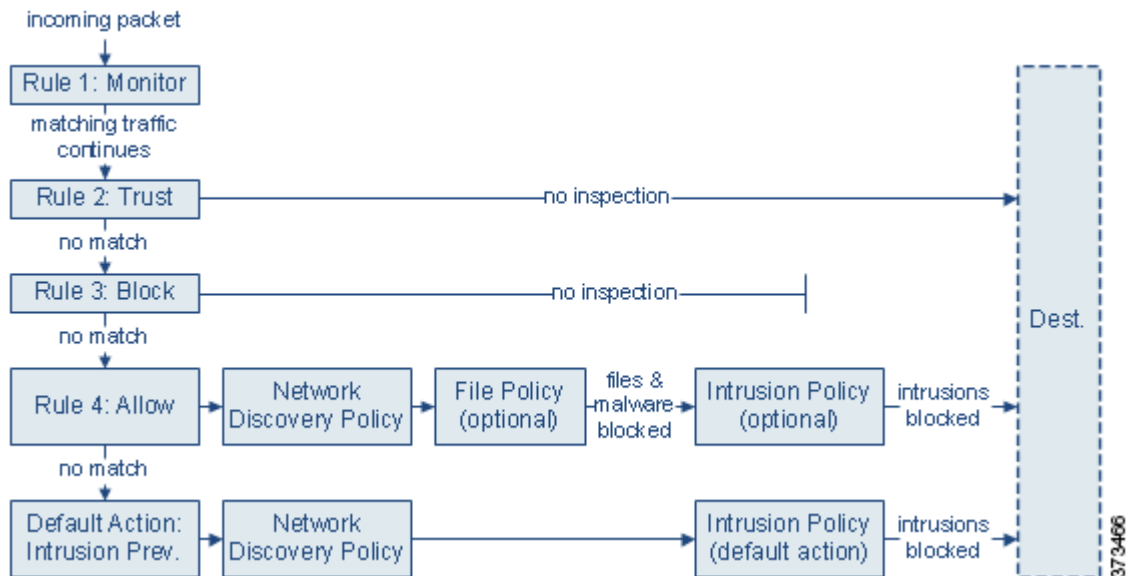 incoming packet
Rule 1: Monitor
matching traffic
continues
Rule 2: Trust
no inspection
no match
Rule 3: Block
no inspection
no match
Dest.
Rule 4: Allow
Network
Discovery Policy
File Policy
(optional)
files &
malware
blocked
Intrusion Policy
(optional)
intrusions
blocked
no match
Default Action:
Intrusion Prev.
Network
Discovery Policy
Intrusion Policy
(default action)
intrusions
blocked
373466